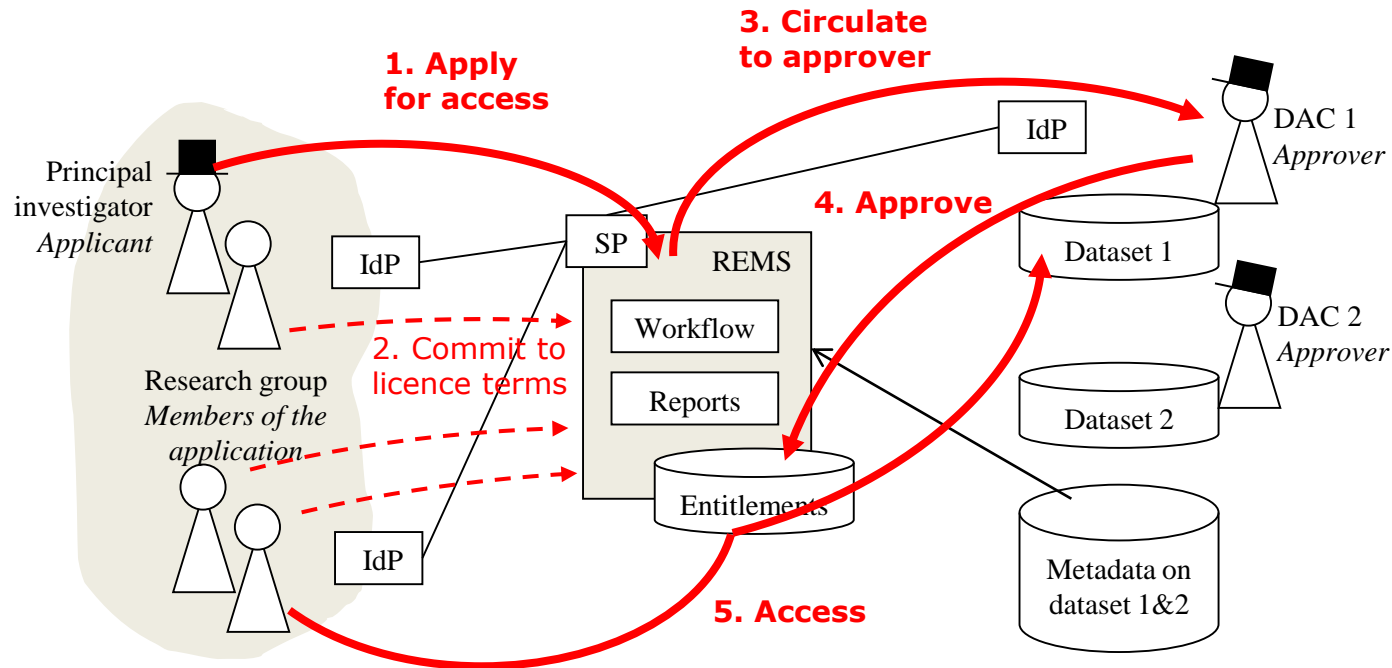 1. Apply
for access
3. Circulate
to approver
Principal
investigator
Applicant
IdP
IdP
SP
REMS
Workflow
Reports
Entitlements
2. Commit to
licence terms
Research group
Members of the
application
IdP
4. Approve
5. Access
DAC 1
Approver
Dataset 1
DAC 2
Approver
Dataset 2
Metadata on
dataset 1&2